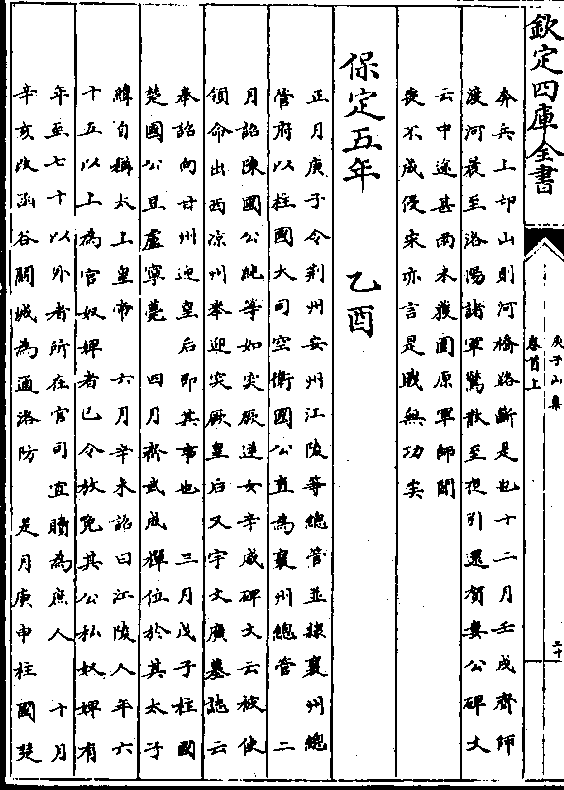 欽定四庫全書
庾子山集
卷首上
二十
奔兵上邙山則河橋路斷是也十二月壬戌齊師
渡河晨至洛陽諸軍驚散至夜引還賀婁公碑文
云中遂甚雨未獲圍原軍師聞
喪不成侵宋亦言是戰無功矣
保定五年 乙酉
正月庚子令荆州安州江陵等總管並隸襄州總
管府以柱國大司空衛國公直為襄州總管 二
月詔陳國公純等如突厥逆女辛威碑文云被使
領命出西凉州奉迎突厥皇后又宇文廣墓誌云
奉詔向甘州迎皇后即其事也 三月戊子柱國
楚國公豆盧寧薨 四月齊武成禪位於其太子
緯自稱太上皇帝 六月辛未詔曰江陵人年六
十五以上為官奴婢者已令放免其公私奴婢有
年至七十以外者所在官司宜贖為庶人 十月
辛亥改函谷關城為通洛防 是月庚申柱國楚